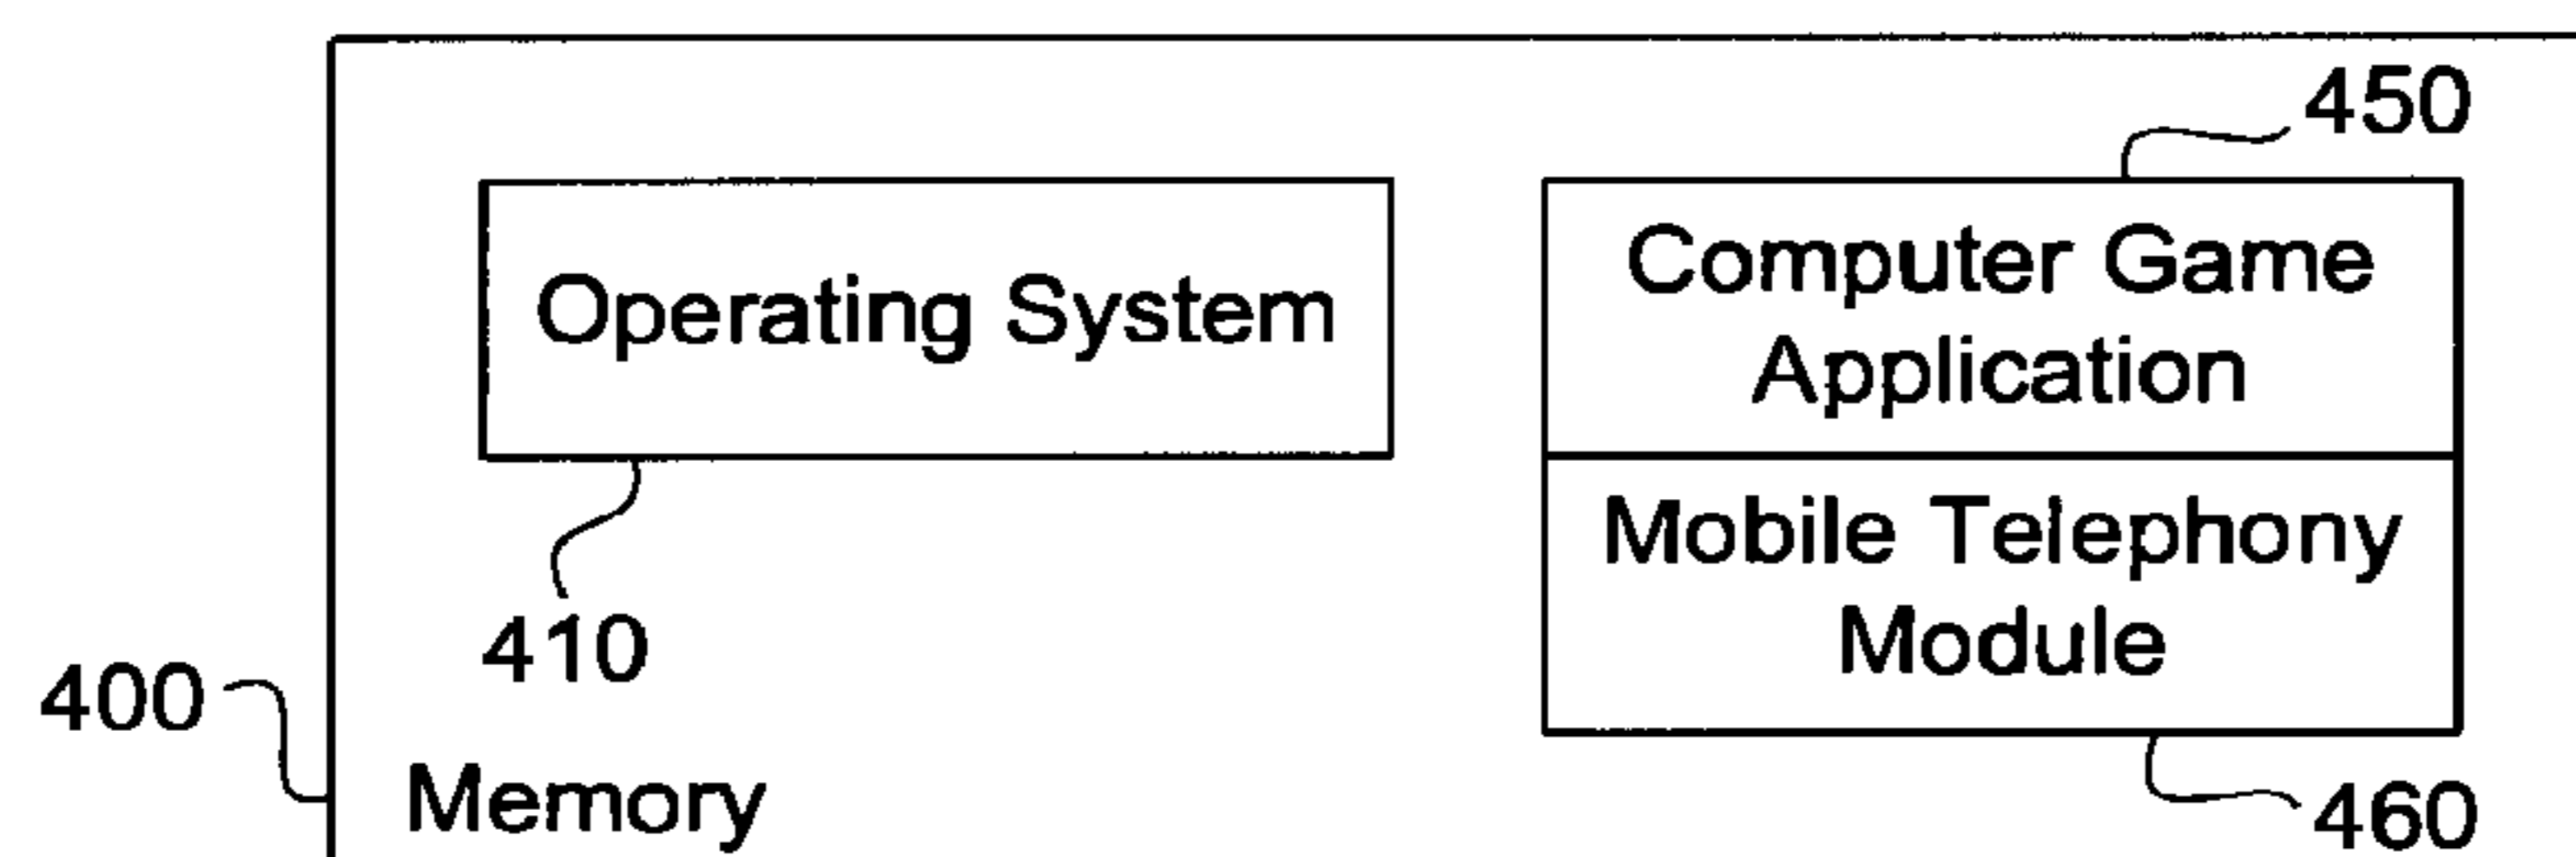 450
Operating System
Computer Game
Application
Mobile Telephony
Module
410
400
Memory
460